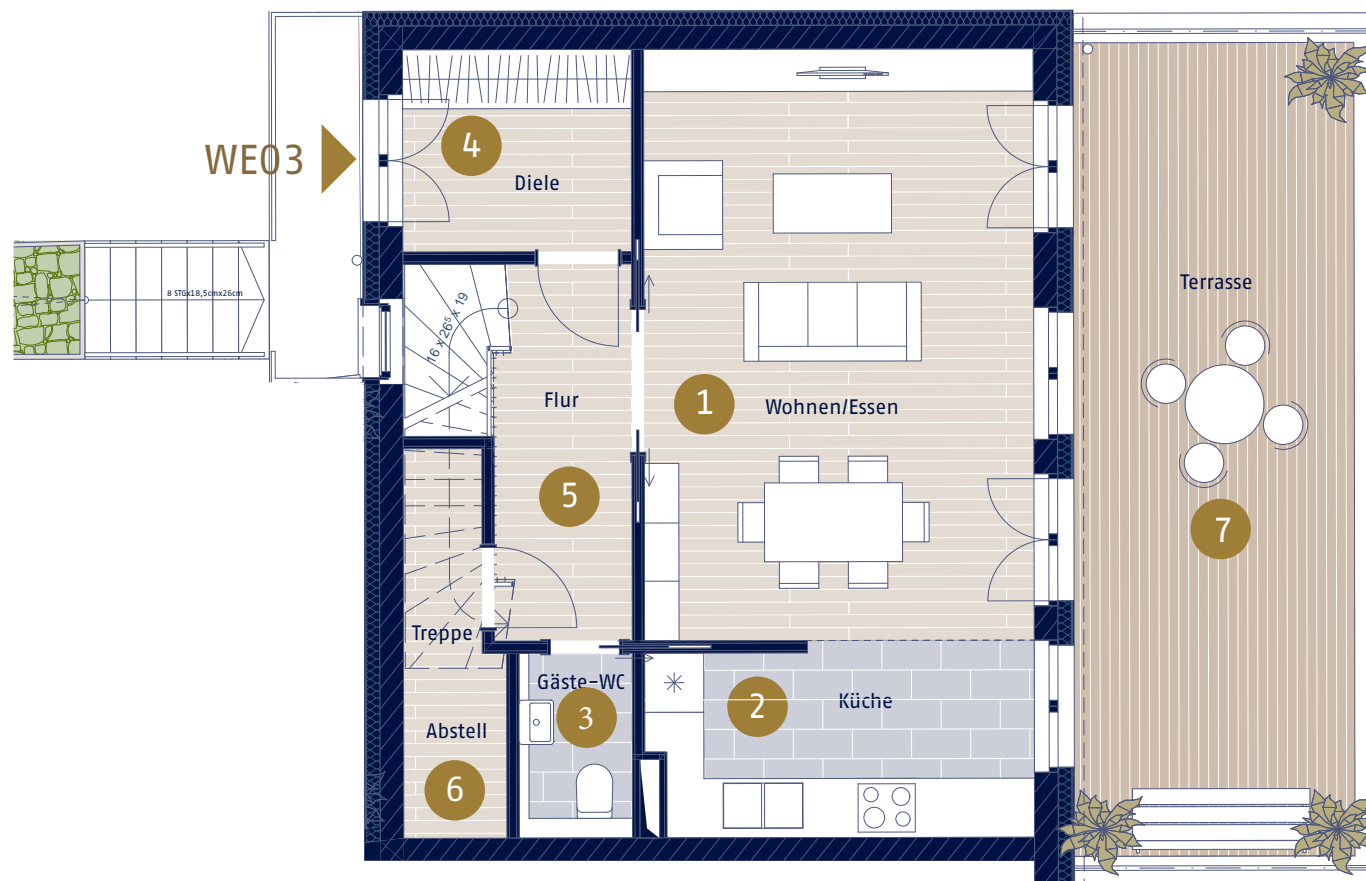 4
WE03
Diele
Terrasse
8 STGx18,5cmx26cm
16 x 26⁵ x 19
Flur
1
Wohnen/Essen
5
7
Treppe
Gäste-WC
3
2
Küche
Abstell
6